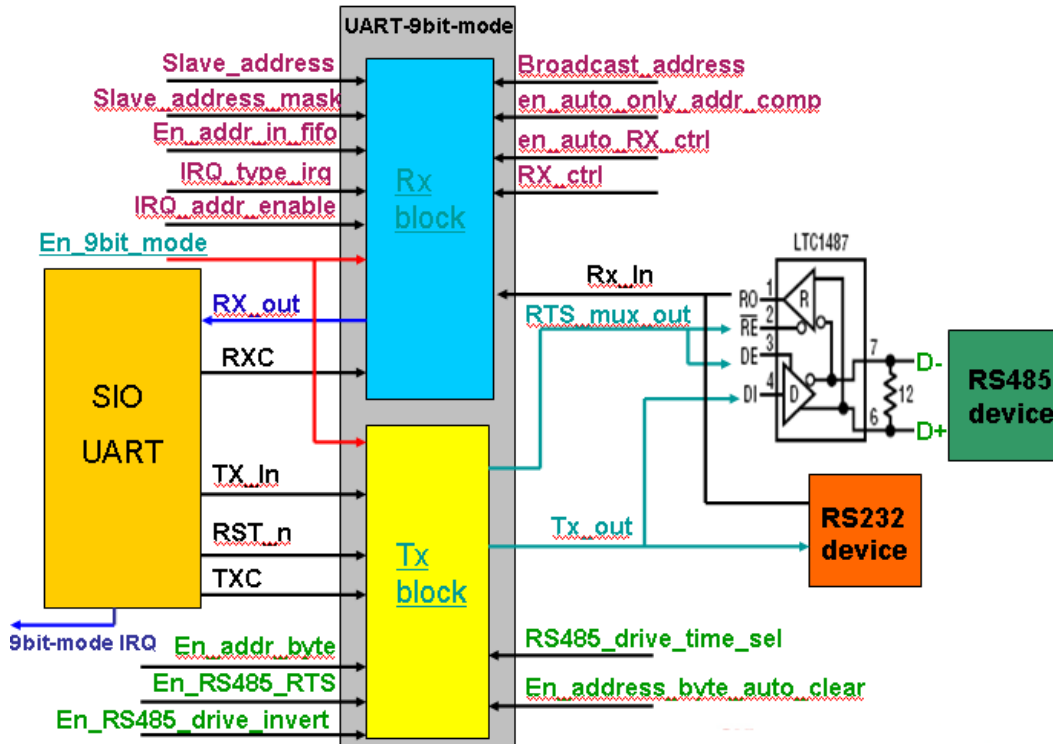 UART-9bit-mode
Slave_address
Broadcast_address
Slave_address_mask
en_auto_only_addr_comp
En_addr_in_fifo
en_auto_RX_ctrl
IRQ_type_irq
RX_ctrl
IRQ_addr_enable
Rx
block
En_9bit_mode
LTC1487
Rx_In
RO 1
R
RX_out
RTS_mux_out
RE 2
DE 3
7
D-
DI 4
D
12
6
D+
RS485
device
RXC
SIO
UART
TX_In
RS232
device
Tx_out
RST_n
Tx
block
TXC
9bit-mode IRQ
En_addr_byte
RS485_drive_time_sel
En_RS485_RTS
En_address_byte_auto_clear
En_RS485_drive_invert